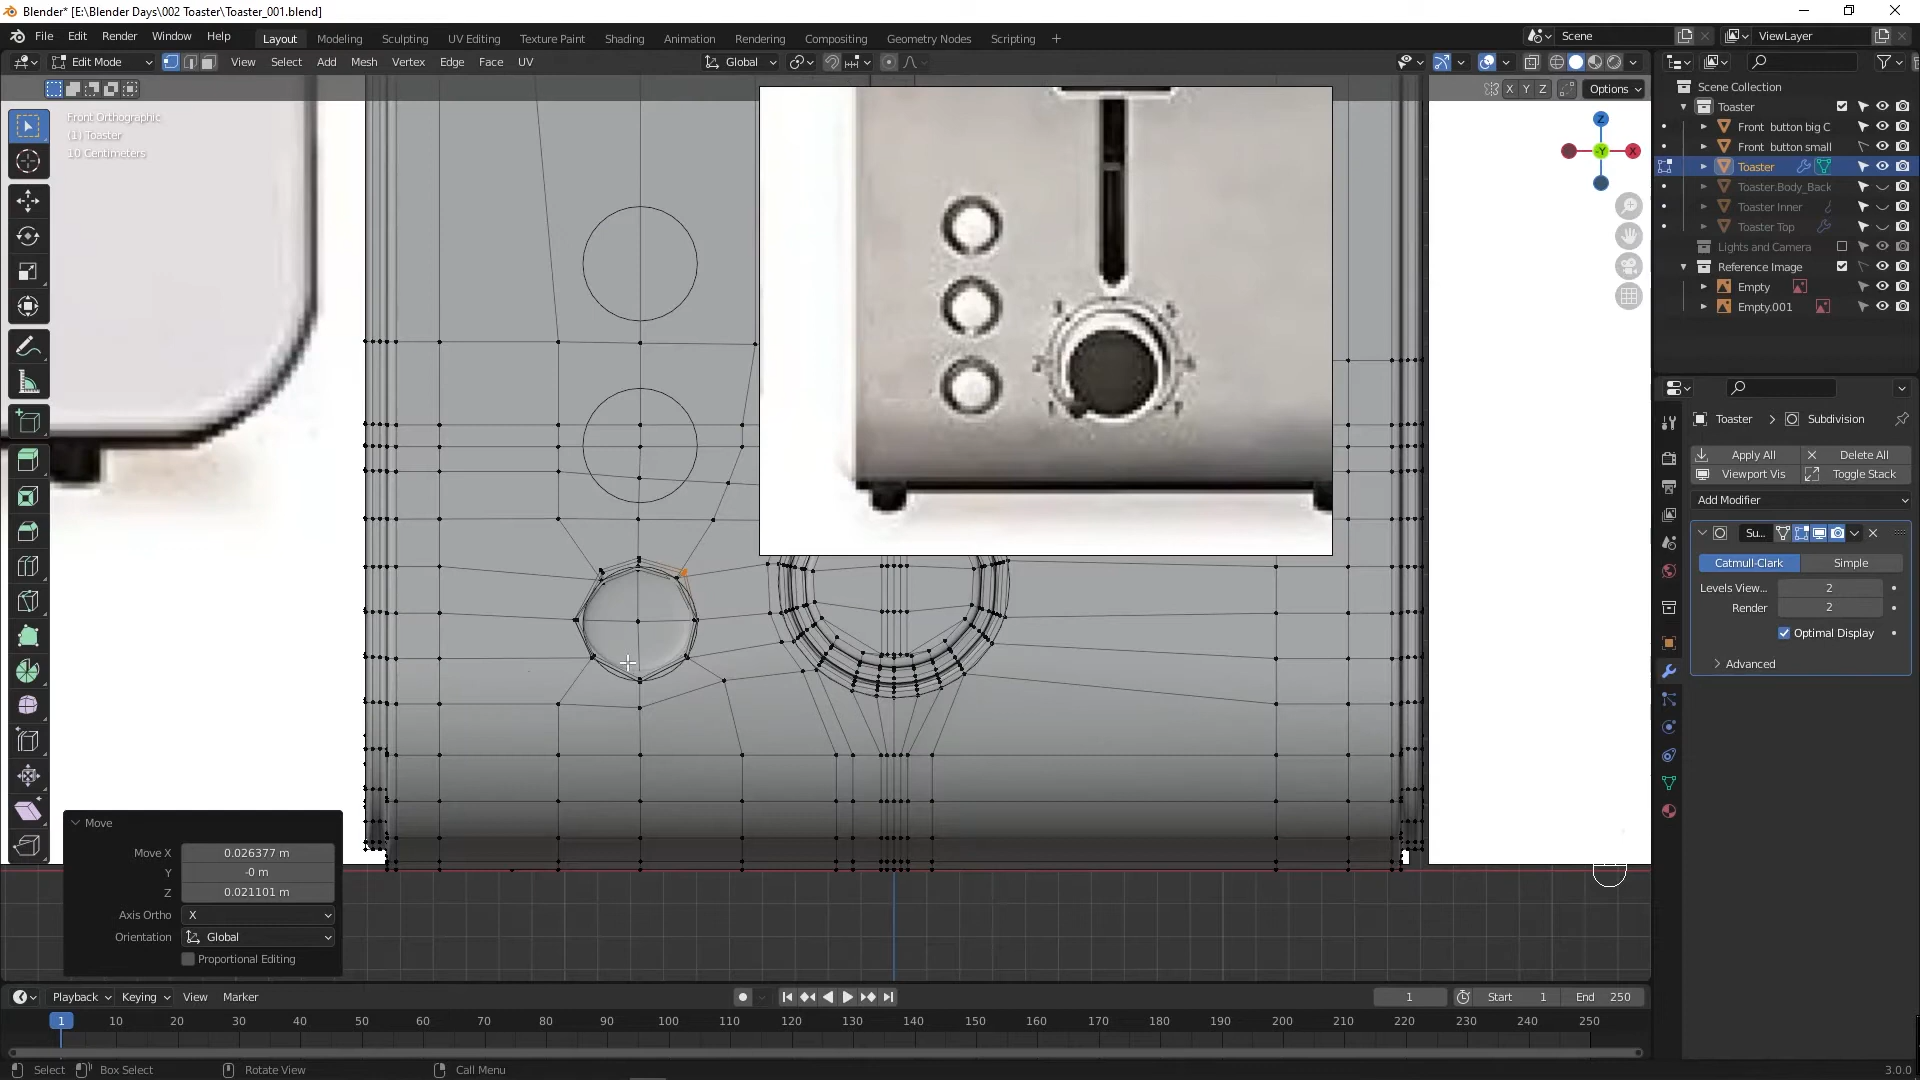 Blender* [E:\Blender Days\002 Toaster\Toaster_001.blend]
File Edit Render Window Help Layout Modeling Sculpting UV Editing Texture Paint Shading Animation Rendering Compositing Geometry Nodes Scripting + Scene ViewLayer
Edit Mode View Select Add Mesh Vertex Edge Face UV Global
X Y Z Options
Front Orthographic
(1) Toaster
10 Centimeters
Z
-Y
X
Scene Collection
Toaster
Front button big C
Front button small
Toaster
Toaster.Body_Back
Toaster Inner
Toaster Top
Lights and Camera
Reference Image
Empty
Empty.001
Toaster > Subdivision
Apply All Delete All
Viewport Vis Toggle Stack
Add Modifier
Su...
Catmull-Clark Simple
Levels View... 2
Render 2
Optimal Display
Advanced
Move
Move X 0.026377 m
Y -0 m
Z 0.021101 m
Axis Ortho X
Orientation Global
Proportional Editing
Playback Keying View Marker 1 Start 1 End 250
1 10 20 30 40 50 60 70 80 90 100 110 120 130 140 150 160 170 180 190 200 210 220 230 240 250
Select Box Select Rotate View Call Menu 3.0.0